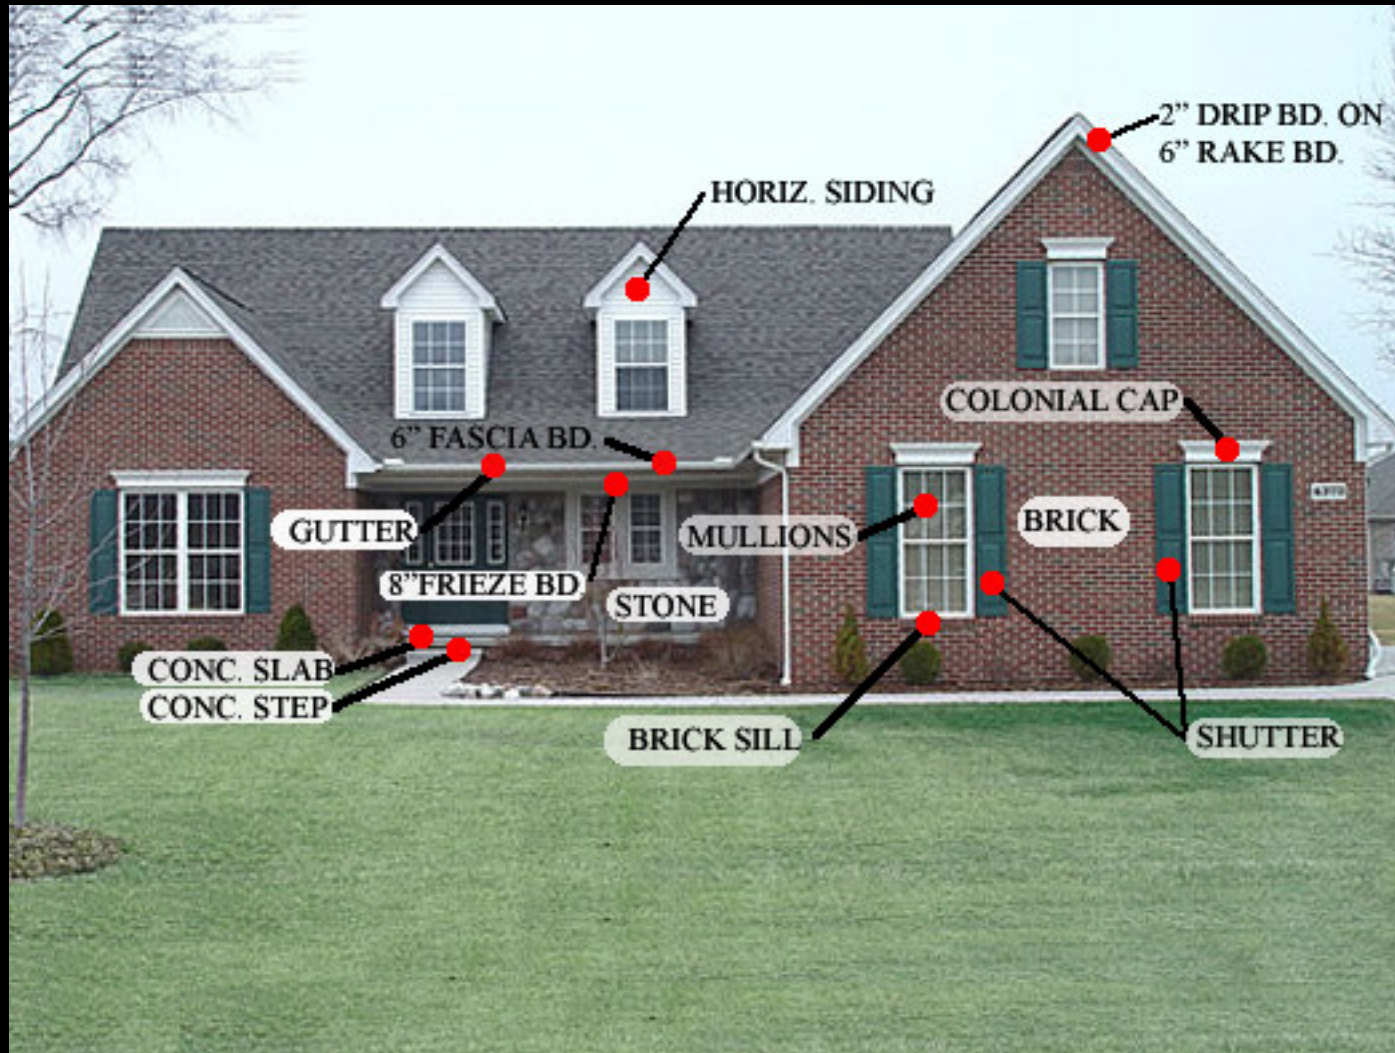 2” DRIP BD. ON
6” RAKE BD.
HORIZ. SIDING
COLONIAL CAP
6” FASCIA BD.
GUTTER
MULLIONS
BRICK
8”FRIEZE BD
STONE
CONC. SLAB
CONC. STEP
BRICK SILL
SHUTTER